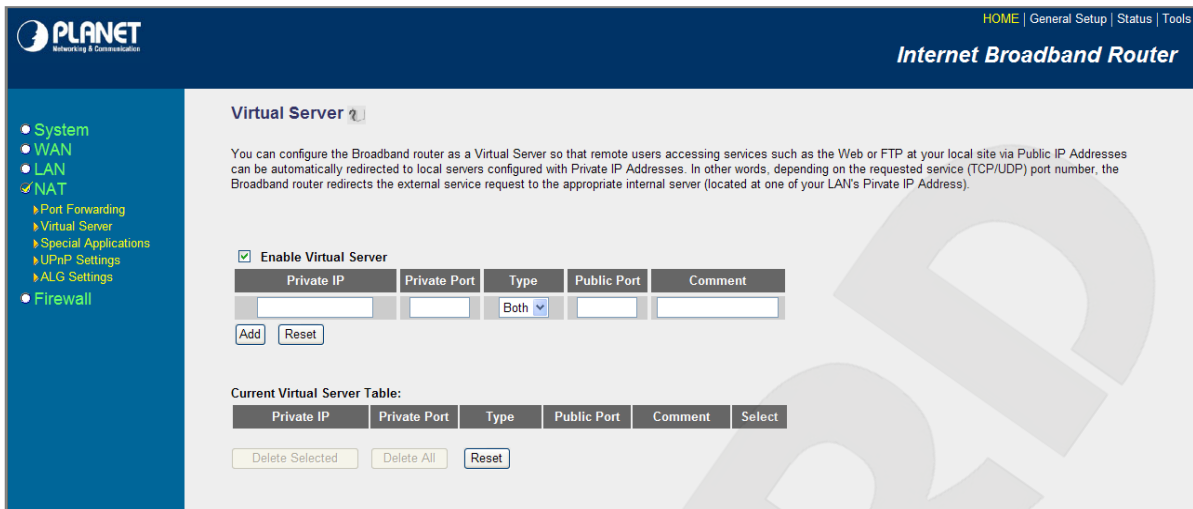 PLANET
Networking & Communication
HOME | General Setup | Status | Tools
Internet Broadband Router
System
WAN
LAN
NAT
Port Forwarding
Virtual Server
Special Applications
UPnP Settings
ALG Settings
Firewall
Virtual Server
You can configure the Broadband router as a Virtual Server so that remote users accessing services such as the Web or FTP at your local site via Public IP Addresses
can be automatically redirected to local servers configured with Private IP Addresses. In other words, depending on the requested service (TCP/UDP) port number, the
Broadband router redirects the external service request to the appropriate internal server (located at one of your LAN's Pivate IP Address).
Enable Virtual Server
Private IP Private Port Type Public Port Comment
Both
Add Reset
Current Virtual Server Table:
Private IP Private Port Type Public Port Comment Select
Delete Selected Delete All Reset